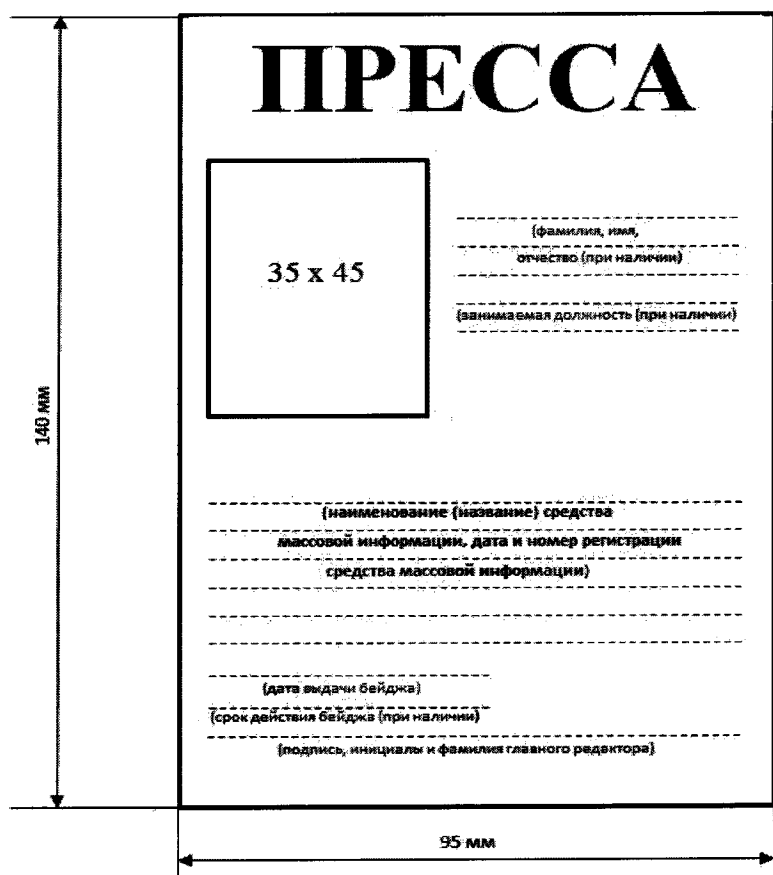 ПРЕССА
35 x 45
(фамилия, имя,
отчество (при наличии)
(занимаемая должность (при наличии)
140 мм
(наименование (название) средства
массовой информации, дата и номер регистрации
средства массовой информации)
(дата выдачи бейджа)
(срок действия бейджа (при наличии)
(подпись, инициалы и фамилия главного редактора)
95 мм